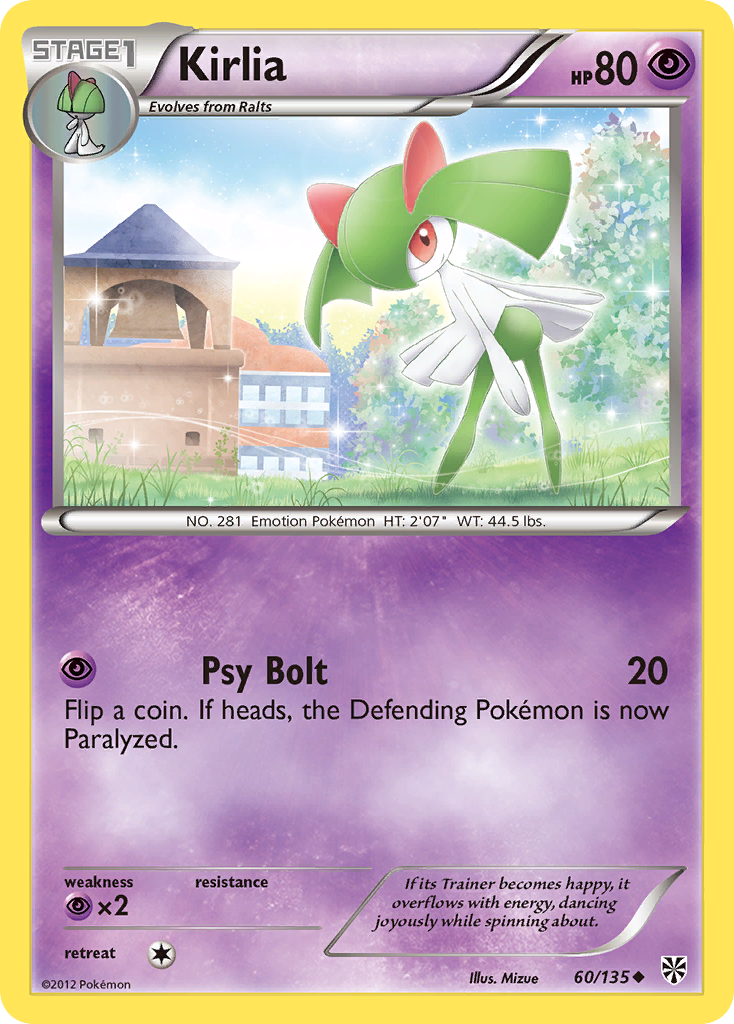 STAGE1
Kirlia
HP80
Evolves from Ralts
NO. 281 Emotion Pokémon HT: 2'07" WT: 44.5 lbs.
Psy Bolt 20
Flip a coin. If heads, the Defending Pokémon is now
Paralyzed.
weakness resistance
×2
retreat
If its Trainer becomes happy, it
overflows with energy, dancing
joyously while spinning about.
©2012 Pokémon
Illus. Mizue 60/135